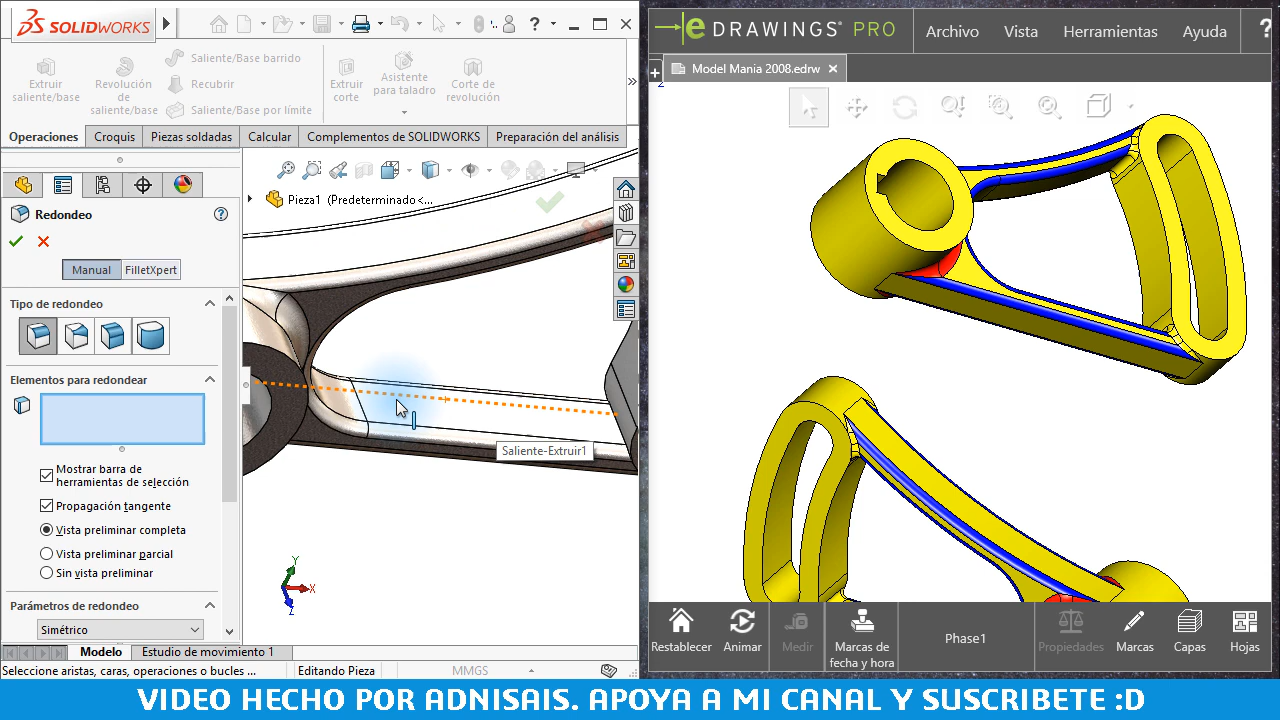 SOLIDWORKS
?
Extruir
saliente/base
Revolución
de
saliente/base
Saliente/Base barrido
Recubrir
Saliente/Base por límite
Extruir
corte
Asistente
para taladro
Corte de
revolución
»
Operaciones
Croquis
Piezas soldadas
Calcular
Complementos de SOLIDWORKS
Preparación del análisis
Redondeo
?
Manual
FilletXpert
Tipo de redondeo
Elementos para redondear
Mostrar barra de
herramientas de selección
Propagación tangente
Vista preliminar completa
Vista preliminar parcial
Sin vista preliminar
Parámetros de redondeo
Simétrico
Pieza1 (Predeterminado <...
Saliente-Extruir1
Y
X
Z
Modelo
Estudio de movimiento 1
Seleccione aristas, caras, operaciones o bucles ...
Editando Pieza
MMGS
e DRAWINGS® PRO
Archivo
Vista
Herramientas
Ayuda
?
Model Mania 2008.edrw
Z
Restablecer
Animar
Medir
Marcas de
fecha y hora
Phase1
Propiedades
Marcas
Capas
Hojas
VIDEO HECHO POR ADNISAIS. APOYA A MI CANAL Y SUSCRIBETE :D